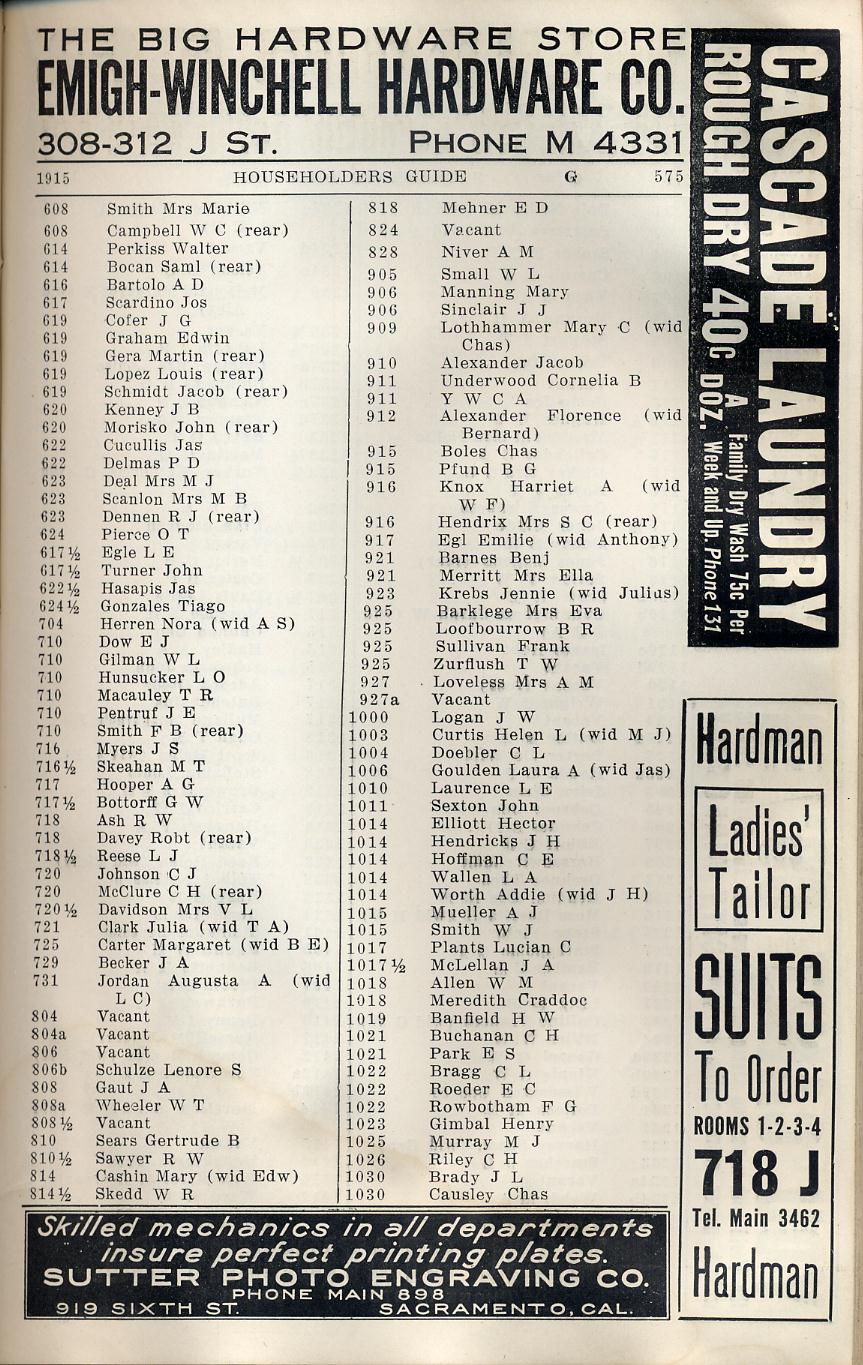 THE BIG HARDWARE STORE
EMIGH-WINCHELL HARDWARE CO.
308-312 J ST. PHONE M 4331
1915 HOUSEHOLDERS GUIDE G 575
608 Smith Mrs Marie
608 Campbell W C (rear)
614 Perkiss Walter
614 Bocan Saml (rear)
616 Bartolo A D
617 Scardino Jos
619 Cofer J G
619 Graham Edwin
619 Gera Martin (rear)
619 Lopez Louis (rear)
619 Schmidt Jacob (rear)
620 Kenney J B
620 Morisko John (rear)
622 Cucullis Jas
622 Delmas P D
623 Deal Mrs M J
623 Scanlon Mrs M B
623 Dennen R J (rear)
624 Pierce O T
617½ Egle L E
617½ Turner John
622½ Hasapis Jas
624½ Gonzales Tiago
704 Herren Nora (wid A S)
710 Dow E J
710 Gilman W L
710 Hunsucker L O
710 Macauley T R
710 Pentruf J E
710 Smith F B (rear)
716 Myers J S
716½ Skeahan M T
717 Hooper A G
717½ Bottorff G W
718 Ash R W
718 Davey Robt (rear)
718½ Reese L J
720 Johnson C J
720 McClure C H (rear)
720½ Davidson Mrs V L
721 Clark Julia (wid T A)
725 Carter Margaret (wid B E)
729 Becker J A
731 Jordan Augusta A (wid
L C)
804 Vacant
804a Vacant
806 Vacant
806b Schulze Lenore S
808 Gaut J A
808a Wheeler W T
808½ Vacant
810 Sears Gertrude B
810½ Sawyer R W
814 Cashin Mary (wid Edw)
814½ Skedd W R
818 Mehner E D
824 Vacant
828 Niver A M
905 Small W L
906 Manning Mary
906 Sinclair J J
909 Lothhammer Mary C (wid
Chas)
910 Alexander Jacob
911 Underwood Cornelia B
911 Y W C A
912 Alexander Florence (wid
Bernard)
915 Boles Chas
915 Pfund B G
916 Knox Harriet A (wid
W F)
916 Hendrix Mrs S C (rear)
917 Egl Emilie (wid Anthony)
921 Barnes Benj
921 Merritt Mrs Ella
923 Krebs Jennie (wid Julius)
925 Barklege Mrs Eva
925 Loofbourrow B R
925 Sullivan Frank
925 Zurflush T W
927 Loveless Mrs A M
927a Vacant
1000 Logan J W
1003 Curtis Helen L (wid M J)
1004 Doebler C L
1006 Goulden Laura A (wid Jas)
1010 Laurence L E
1011 Sexton John
1014 Elliott Hector
1014 Hendricks J H
1014 Hoffman C E
1014 Wallen L A
1014 Worth Addie (wid J H)
1015 Mueller A J
1015 Smith W J
1017 Plants Lucian C
1017½ McLellan J A
1018 Allen W M
1018 Meredith Craddoc
1019 Banfield H W
1021 Buchanan C H
1021 Park E S
1022 Bragg C L
1022 Roeder E C
1022 Rowbotham F G
1023 Gimbal Henry
1025 Murray M J
1026 Riley C H
1030 Brady J L
1030 Causley Chas
CASCADE LAUNDRY
ROUGH DRY 40c A DOZ.
Family Dry Wash 75c Per
Week and Up. Phone 131
Hardman
Ladies'
Tailor
SUITS
To Order
ROOMS 1-2-3-4
718 J
Tel. Main 3462
Hardman
Skilled mechanics in all departments
insure perfect printing plates.
SUTTER PHOTO ENGRAVING CO.
PHONE MAIN 898
919 SIXTH ST. SACRAMENTO, CAL.